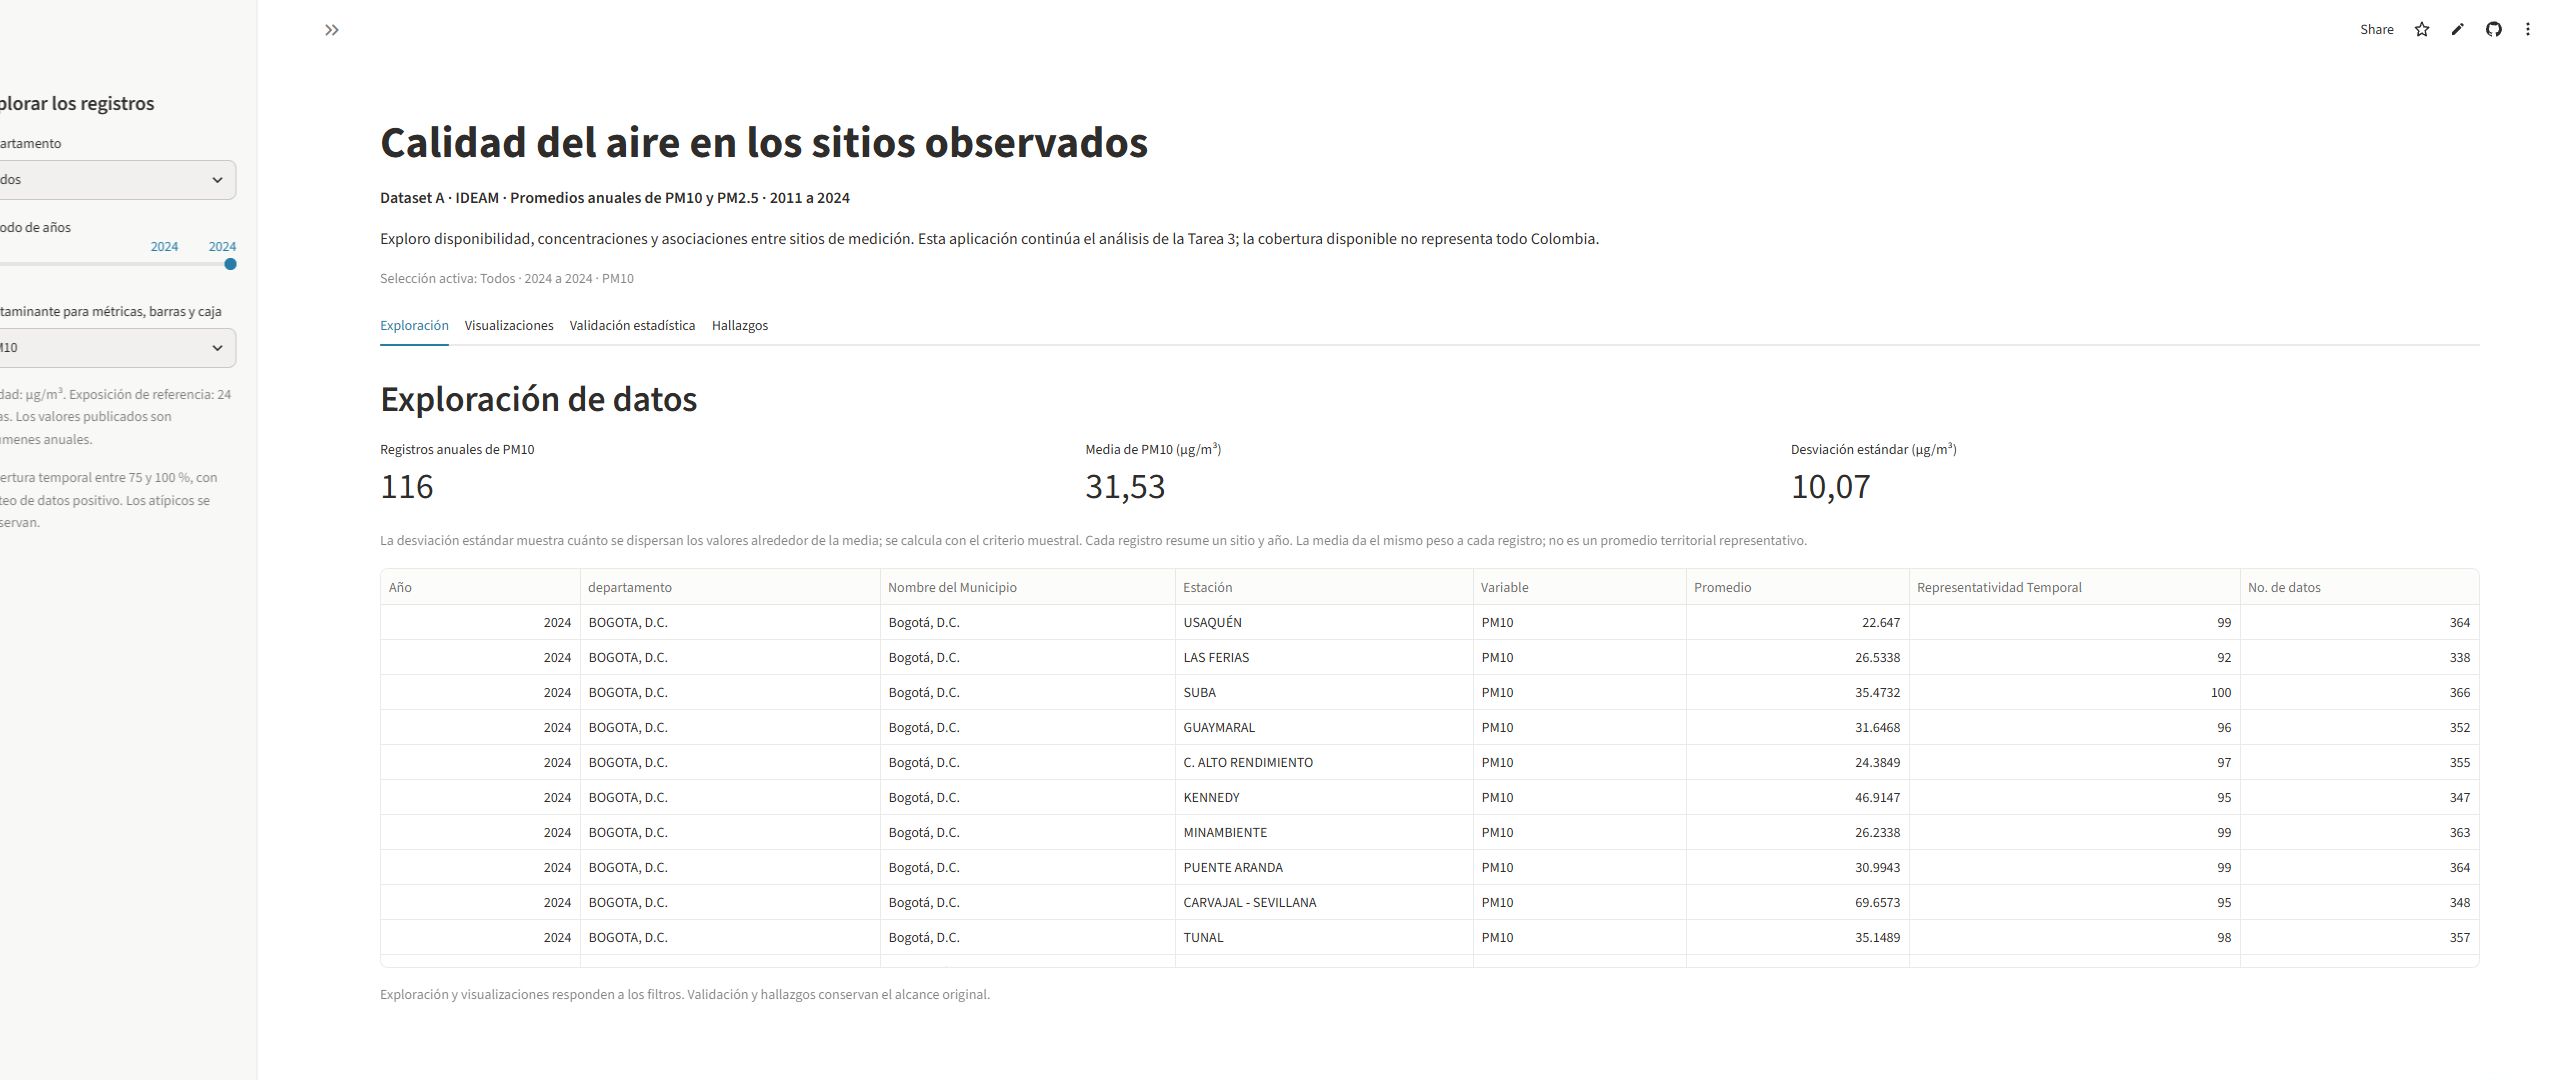 Share
plorar los registros
artamento
dos
odo de años
2024 2024
taminante para métricas, barras y caja
M10
dad: µg/m³. Exposición de referencia: 24
as. Los valores publicados son
úmenes anuales.
ertura temporal entre 75 y 100 %, con
teo de datos positivo. Los atípicos se
servan.
Calidad del aire en los sitios observados
Dataset A · IDEAM · Promedios anuales de PM10 y PM2.5 · 2011 a 2024
Exploro disponibilidad, concentraciones y asociaciones entre sitios de medición. Esta aplicación continúa el análisis de la Tarea 3; la cobertura disponible no representa todo Colombia.
Selección activa: Todos · 2024 a 2024 · PM10
Exploración Visualizaciones Validación estadística Hallazgos
Exploración de datos
Registros anuales de PM10 Media de PM10 (µg/m³) Desviación estándar (µg/m³)
116 31,53 10,07
La desviación estándar muestra cuánto se dispersan los valores alrededor de la media; se calcula con el criterio muestral. Cada registro resume un sitio y año. La media da el mismo peso a cada registro; no es un promedio territorial representativo.
Año departamento Nombre del Municipio Estación Variable Promedio Representatividad Temporal No. de datos
2024 BOGOTA, D.C. Bogotá, D.C. USAQUÉN PM10 22.647 99 364
2024 BOGOTA, D.C. Bogotá, D.C. LAS FERIAS PM10 26.5338 92 338
2024 BOGOTA, D.C. Bogotá, D.C. SUBA PM10 35.4732 100 366
2024 BOGOTA, D.C. Bogotá, D.C. GUAYMARAL PM10 31.6468 96 352
2024 BOGOTA, D.C. Bogotá, D.C. C. ALTO RENDIMIENTO PM10 24.3849 97 355
2024 BOGOTA, D.C. Bogotá, D.C. KENNEDY PM10 46.9147 95 347
2024 BOGOTA, D.C. Bogotá, D.C. MINAMBIENTE PM10 26.2338 99 363
2024 BOGOTA, D.C. Bogotá, D.C. PUENTE ARANDA PM10 30.9943 99 364
2024 BOGOTA, D.C. Bogotá, D.C. CARVAJAL - SEVILLANA PM10 69.6573 95 348
2024 BOGOTA, D.C. Bogotá, D.C. TUNAL PM10 35.1489 98 357
Exploración y visualizaciones responden a los filtros. Validación y hallazgos conservan el alcance original.